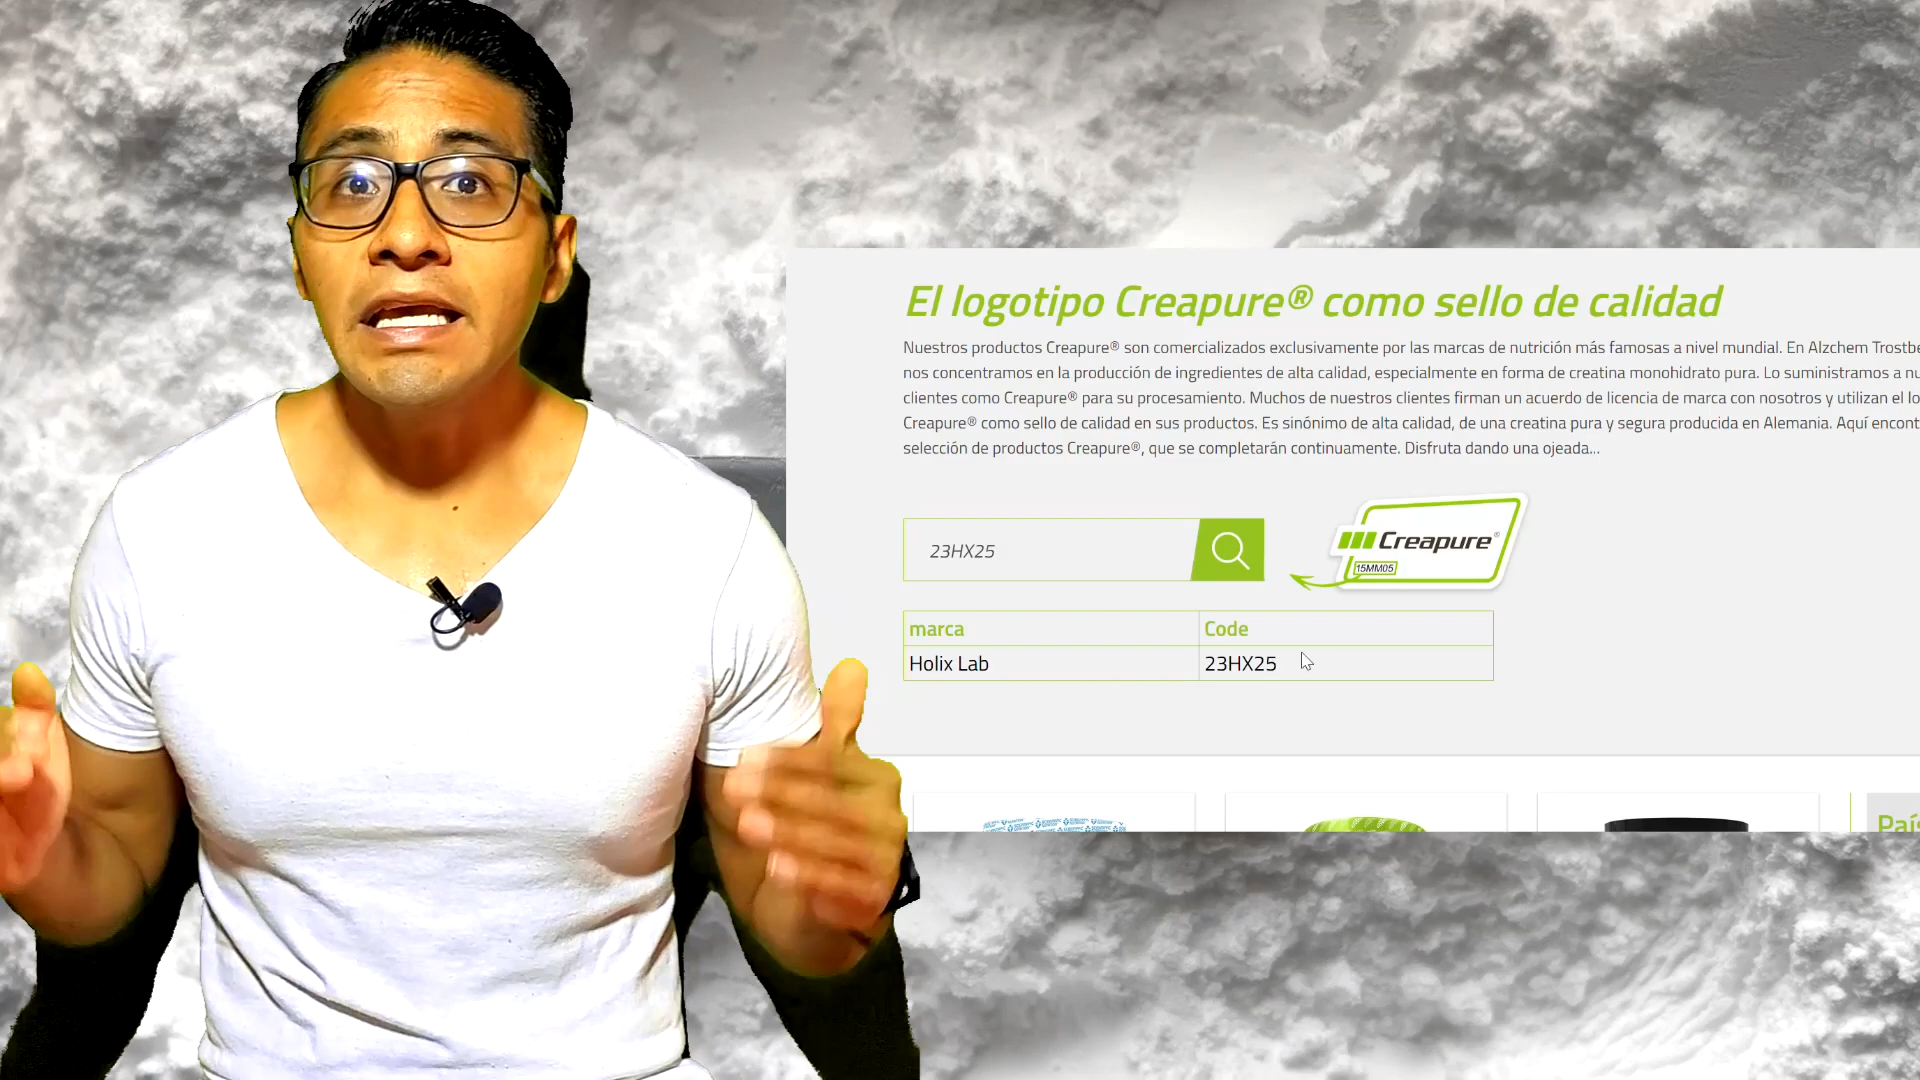 El logotipo Creapure® como sello de calidad
Nuestros productos Creapure® son comercializados exclusivamente por las marcas de nutrición más famosas a nivel mundial. En Alzchem
nos concentramos en la producción de ingredientes de alta calidad, especialmente en forma de creatina monohidrato pura. Lo suministramos a
clientes como Creapure® para su procesamiento. Muchos de nuestros clientes firman un acuerdo de licencia de marca con nosotros y utilizan el
Creapure® como sello de calidad en sus productos. Es sinónimo de alta calidad, de una creatina pura y segura producida en Alemania. Aquí
selección de productos Creapure®, que se completarán continuamente. Disfruta dando una ojeada...
23HX25
Creapure®
15MM05
marca Code
Holix Lab 23HX25